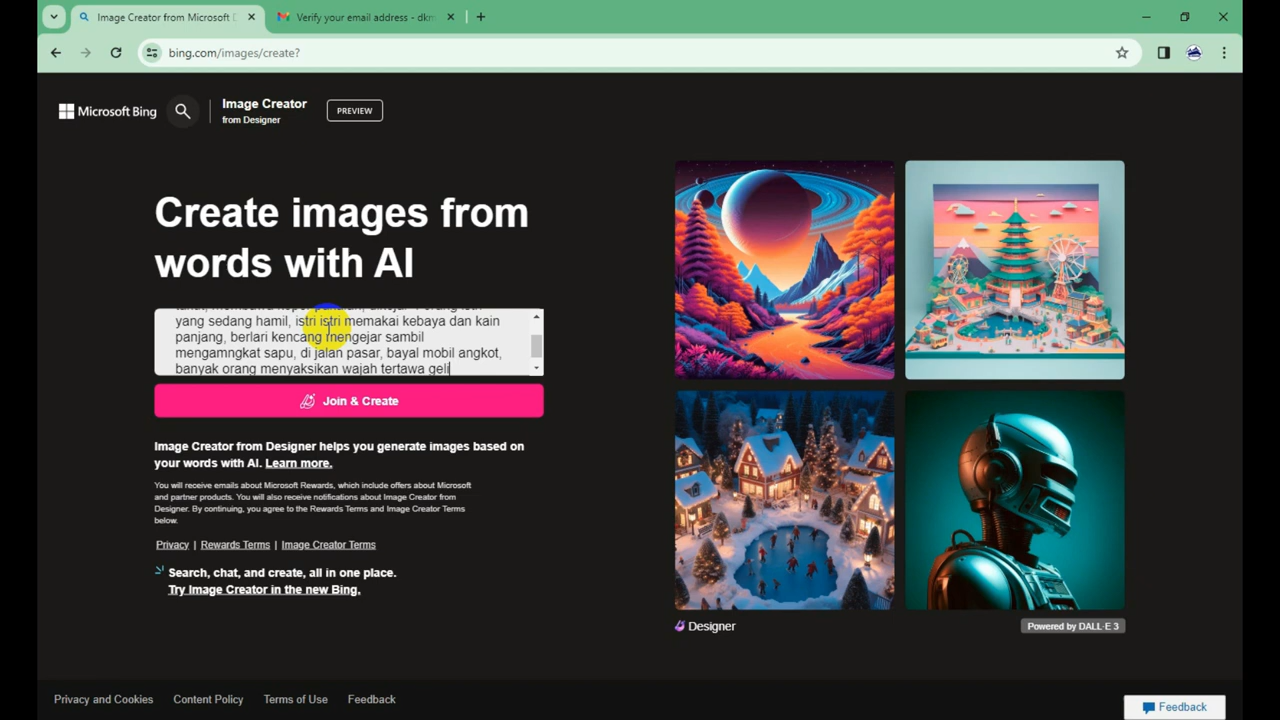 Image Creator from Microsoft D
Verify your email address - dkm
bing.com/images/create?
Microsoft Bing
Image Creator
from Designer
PREVIEW
Create images from
words with AI
yang sedang hamil, istri istri memakai kebaya dan kain
panjang, berlari kencang mengejar sambil
mengamngkat sapu, di jalan pasar, bayal mobil angkot,
banyak orang menyaksikan wajah tertawa geli
Join & Create
Image Creator from Designer helps you generate images based on
your words with AI. Learn more.
You will receive emails about Microsoft Rewards, which include offers about Microsoft
and partner products. You will also receive notifications about Image Creator from
Designer. By continuing, you agree to the Rewards Terms and Image Creator Terms
below.
Privacy | Rewards Terms | Image Creator Terms
Search, chat, and create, all in one place.
Try Image Creator in the new Bing.
Designer
Powered by DALL·E 3
Privacy and Cookies
Content Policy
Terms of Use
Feedback
Feedback